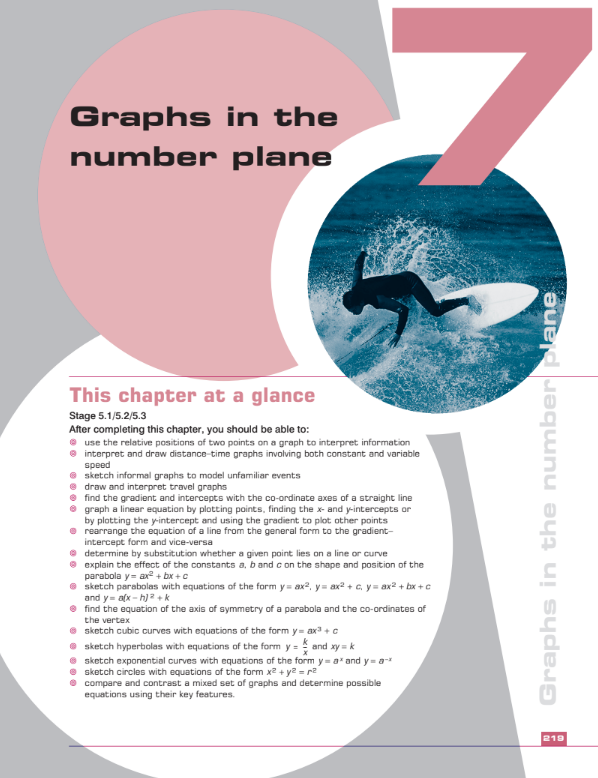 7
Graphs in the
number plane
This chapter at a glance
Stage 5.1/5.2/5.3
After completing this chapter, you should be able to:
use the relative positions of two points on a graph to interpret information
interpret and draw distance–time graphs involving both constant and variable
speed
sketch informal graphs to model unfamiliar events
draw and interpret travel graphs
find the gradient and intercepts with the co-ordinate axes of a straight line
graph a linear equation by plotting points, finding the x- and y-intercepts or
by plotting the y-intercept and using the gradient to plot other points
rearrange the equation of a line from the general form to the gradient–
intercept form and vice-versa
determine by substitution whether a given point lies on a line or curve
explain the effect of the constants a, b and c on the shape and position of the
parabola y = ax² + bx + c
sketch parabolas with equations of the form y = ax², y = ax² + c, y = ax² + bx + c
and y = a(x – h)² + k
find the equation of the axis of symmetry of a parabola and the co-ordinates of
the vertex
sketch cubic curves with equations of the form y = ax³ + c
sketch hyperbolas with equations of the form y = k/x and xy = k
sketch exponential curves with equations of the form y = aˣ and y = a⁻ˣ
sketch circles with equations of the form x² + y² = r²
compare and contrast a mixed set of graphs and determine possible
equations using their key features.
Graphs in the number plane
219